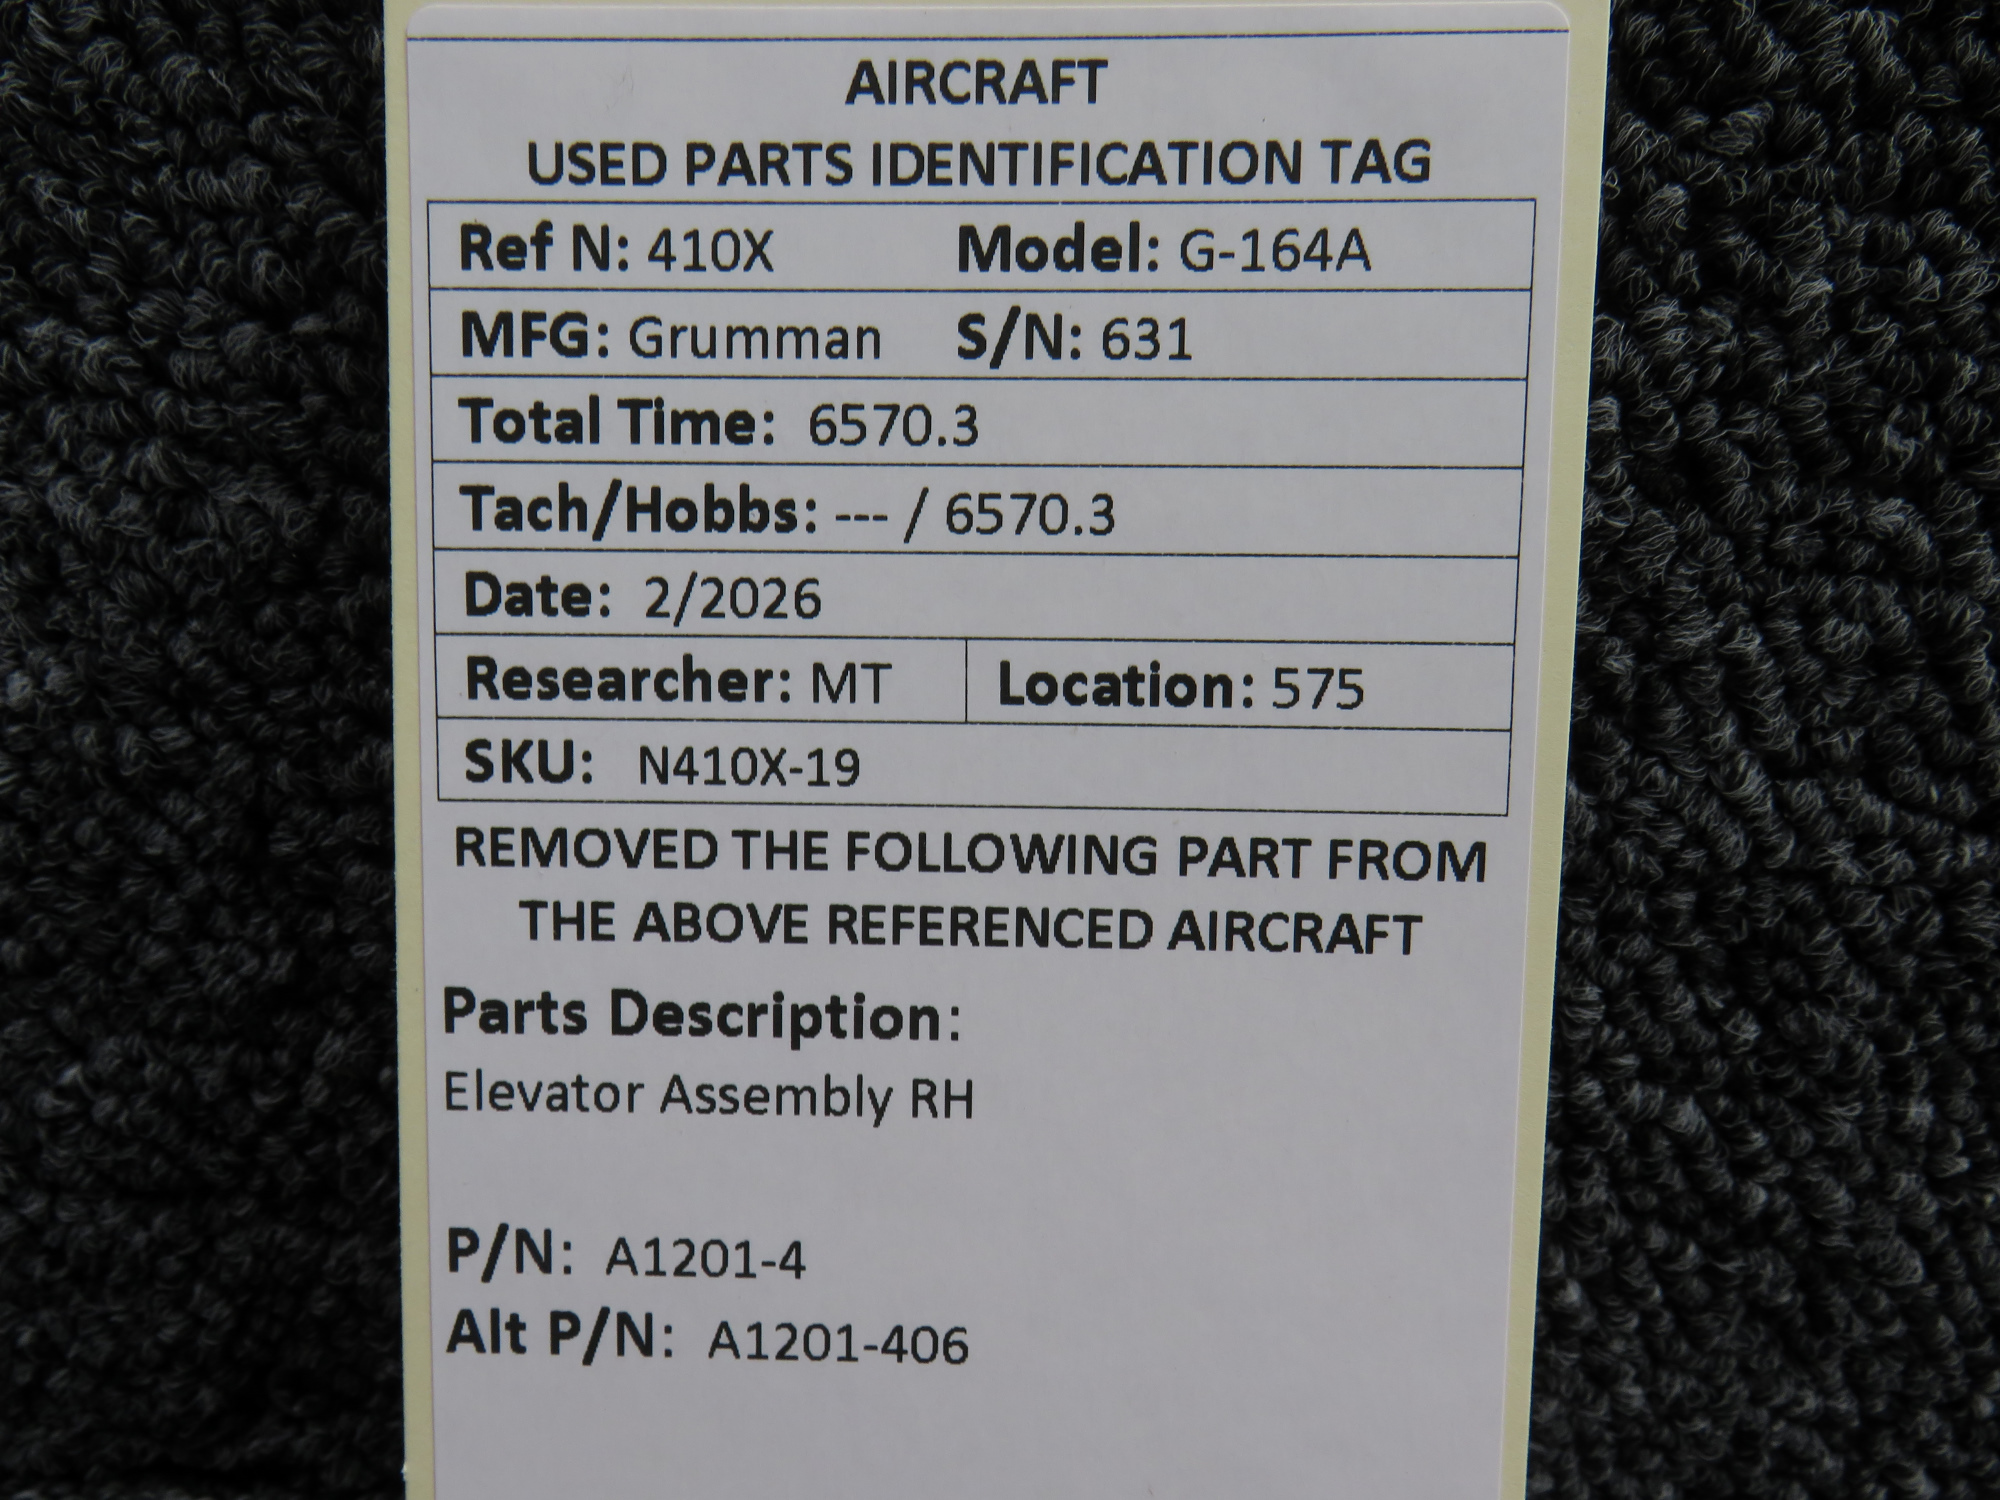 AIRCRAFT
USED PARTS IDENTIFICATION TAG
Ref N: 410X Model: G-164A
MFG: Grumman S/N: 631
Total Time: 6570.3
Tach/Hobbs: --- / 6570.3
Date: 2/2026
Researcher: MT Location: 575
SKU: N410X-19
REMOVED THE FOLLOWING PART FROM
THE ABOVE REFERENCED AIRCRAFT
Parts Description:
Elevator Assembly RH
P/N: A1201-4
Alt P/N: A1201-406